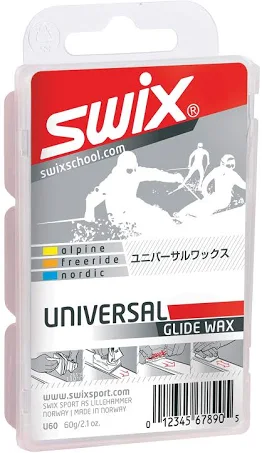 SWIX®
swixschool.com
alpine
freeride
nordic
ユニバーサルワックス
UNIVERSAL
GLIDE WAX
www.swixsport.com
SWIX SPORT AS LILLEHAMMER
NORWAY | MADE IN NORWAY
U60 60g/2.1 oz.
0 12345 67890 5